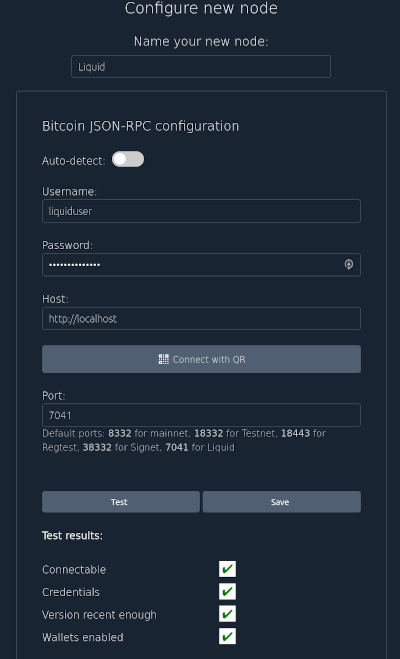 Configure new node
Name your new node:
Liquid
Bitcoin JSON-RPC configuration
Auto-detect:
Username:
liquiduser
Password:
••••••••••••••
Host:
http://localhost
Connect with QR
Port:
7041
Default ports: 8332 for mainnet, 18332 for Testnet, 18443 for
Regtest, 38332 for Signet, 7041 for Liquid
Test
Save
Test results:
Connectable
Credentials
Version recent enough
Wallets enabled